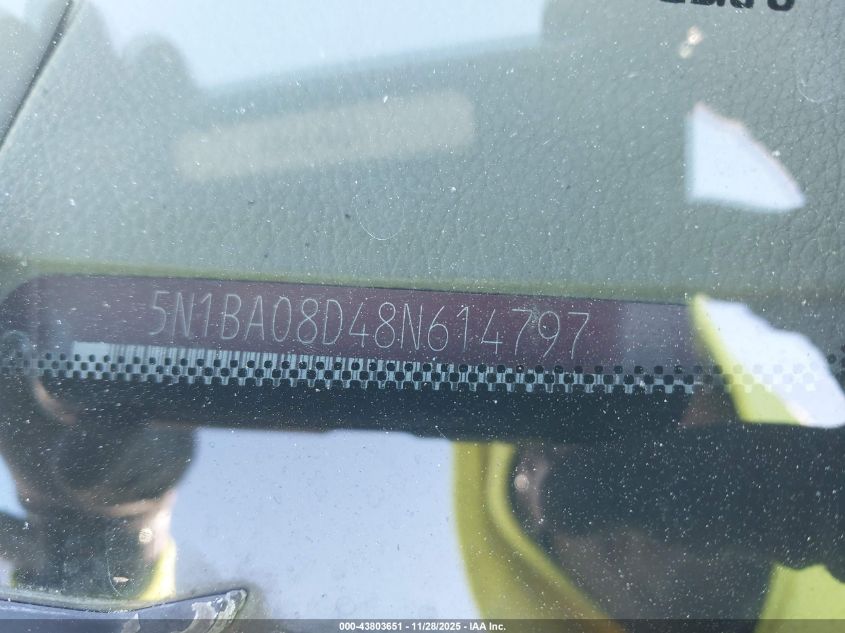 5N1BA08D48N614797
000-43803651 - 11/28/2025 - IAA Inc.